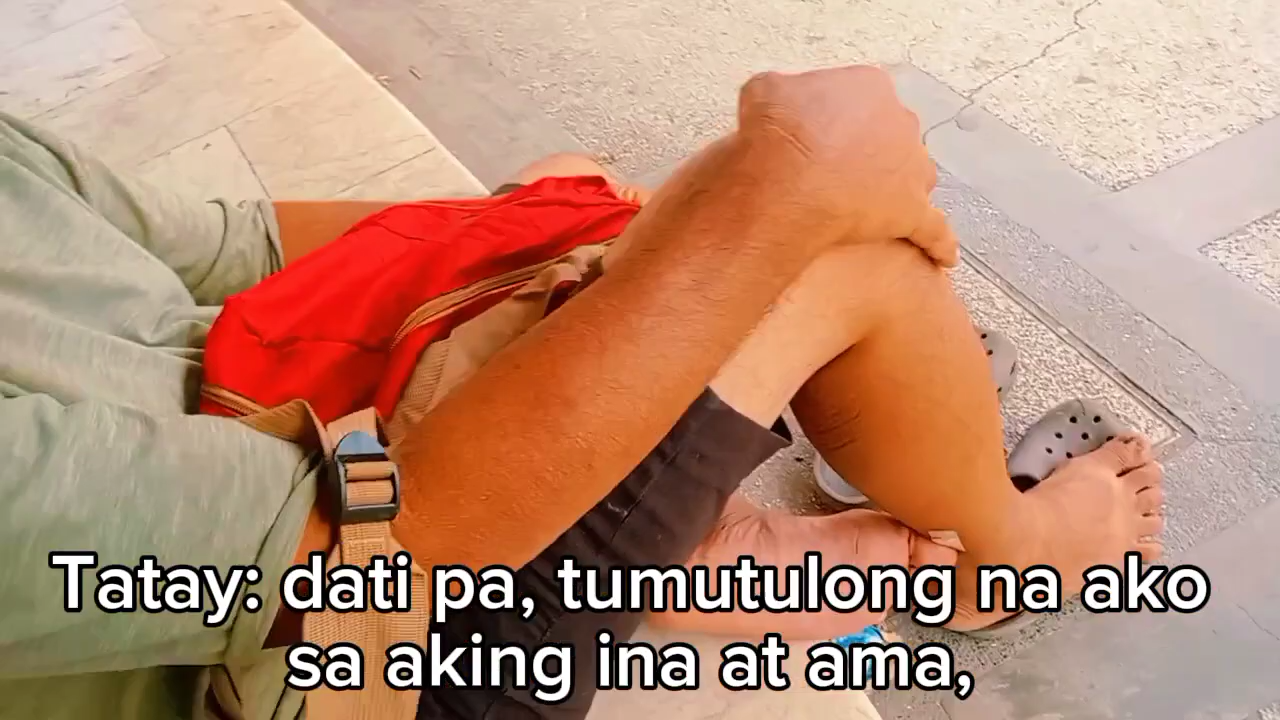 Tatay: dati pa, tumutulong na ako
sa aking ina at ama,